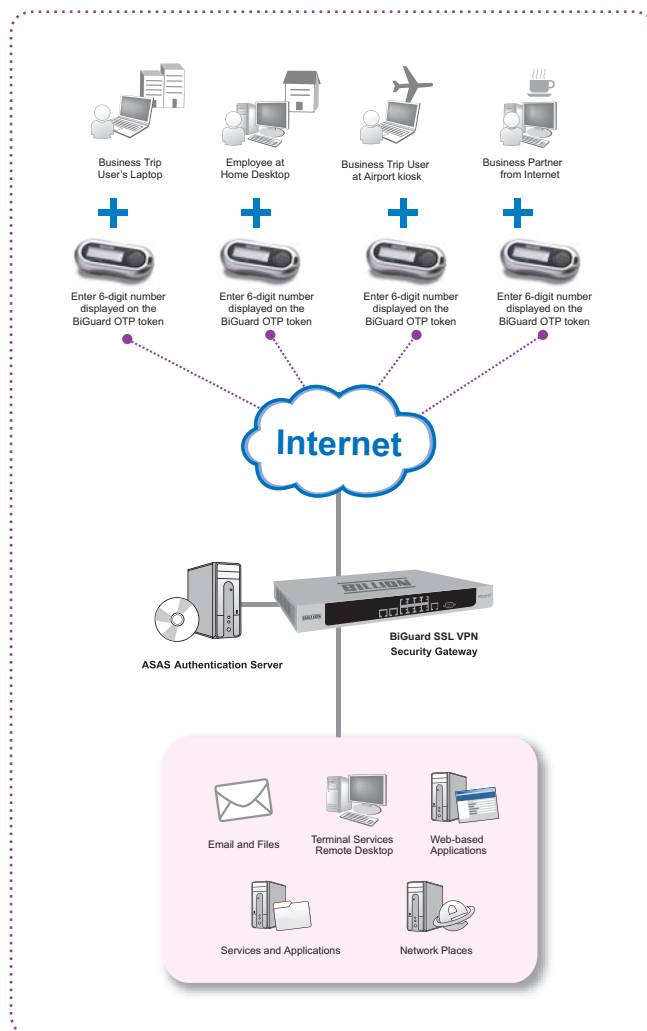 Business Trip
User's Laptop
Employee at
Home Desktop
Business Trip User
at Airport kiosk
Business Partner
from Internet
Enter 6-digit number
displayed on the
BiGuard OTP token
Enter 6-digit number
displayed on the
BiGuard OTP token
Enter 6-digit number
displayed on the
BiGuard OTP token
Enter 6-digit number
displayed on the
BiGuard OTP token
Internet
BILLION
BILLION
ASAS Authentication Server
BiGuard SSL VPN
Security Gateway
Email and Files
Terminal Services
Remote Desktop
Web-based
Applications
Services and Applications
Network Places